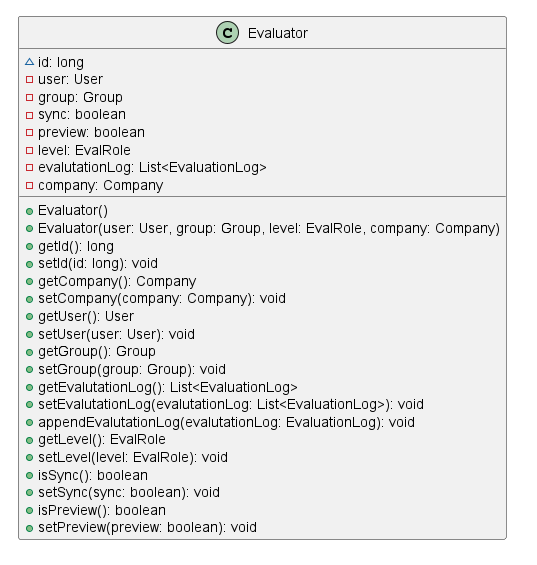 C Evaluator
id: long
user: User
group: Group
sync: boolean
preview: boolean
level: EvalRole
evalutationLog: List<EvaluationLog>
company: Company
Evaluator()
Evaluator(user: User, group: Group, level: EvalRole, company: Company)
getId(): long
setId(id: long): void
getCompany(): Company
setCompany(company: Company): void
getUser(): User
setUser(user: User): void
getGroup(): Group
setGroup(group: Group): void
getEvalutationLog(): List<EvaluationLog>
setEvalutationLog(evalutationLog: List<EvaluationLog>): void
appendEvalutationLog(evalutationLog: EvaluationLog): void
getLevel(): EvalRole
setLevel(level: EvalRole): void
isSync(): boolean
setSync(sync: boolean): void
isPreview(): boolean
setPreview(preview: boolean): void